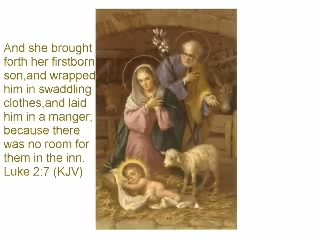 And she brought
forth her firstborn
son,and wrapped
him in swaddling
clothes,and laid
him in a manger;
because there
was no room for
them in the inn.
Luke 2:7 (KJV)